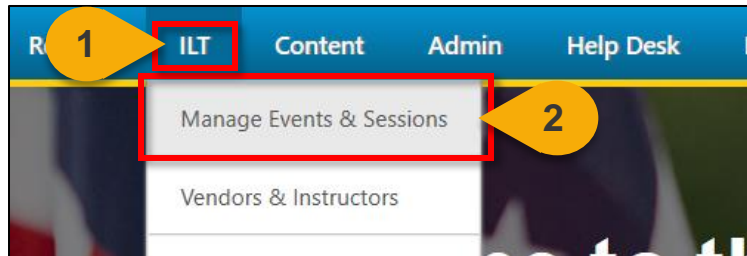 1 ILT Content Admin Help Desk
Manage Events & Sessions 2
Vendors & Instructors